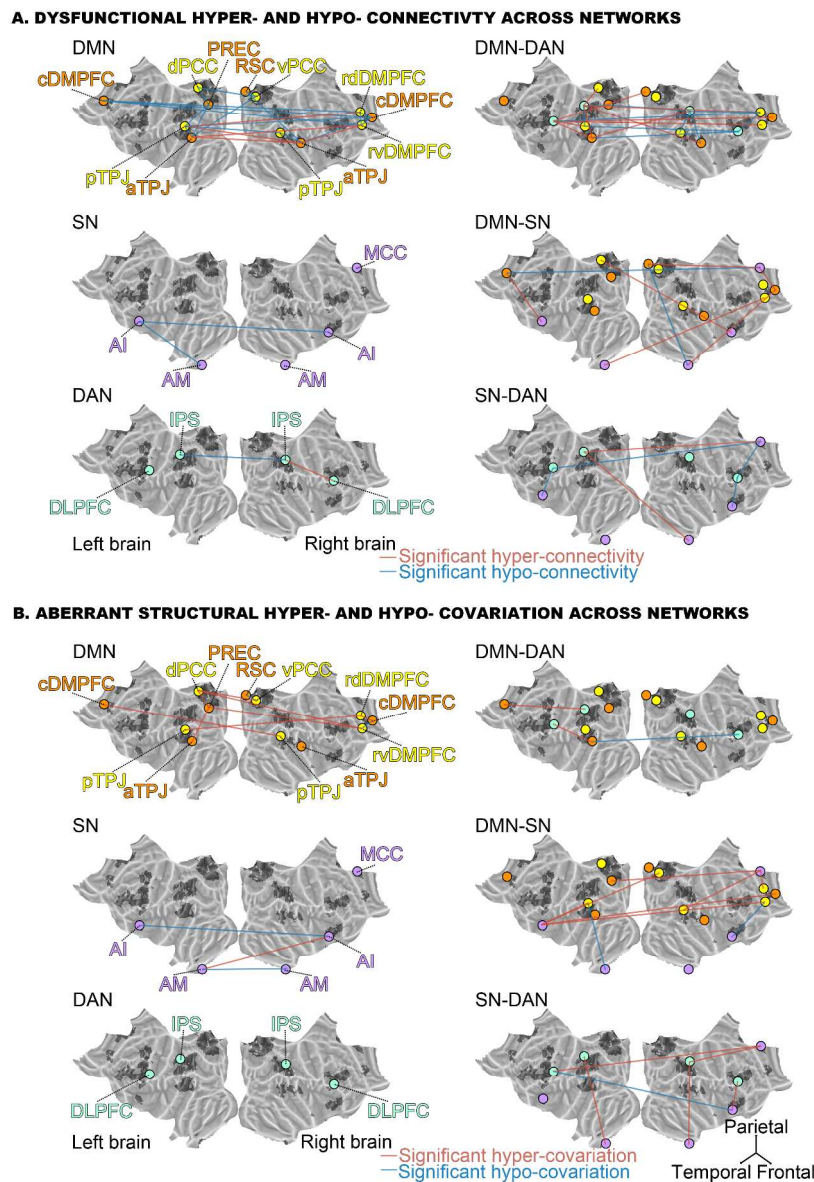 A. DYSFUNCTIONAL HYPER- AND HYPO- CONNECTIVTY ACROSS NETWORKS
DMN
PREC
dPCC
RSC
vPCC
rdDMPFC
cDMPFC
cDMPFC
rvDMPFC
pTPJ
aTPJ
pTPJ
aTPJ
DMN-DAN
SN
MCC
AI
AI
AM
AM
DMN-SN
DAN
IPS
IPS
DLPFC
DLPFC
Left brain
Right brain
SN-DAN
Significant hyper-connectivity
Significant hypo-connectivity
B. ABERRANT STRUCTURAL HYPER- AND HYPO- COVARIATION ACROSS NETWORKS
DMN
PREC
dPCC
RSC
vPCC
rdDMPFC
cDMPFC
cDMPFC
rvDMPFC
pTPJ
aTPJ
pTPJ
aTPJ
DMN-DAN
SN
MCC
AI
AI
AM
AM
DMN-SN
DAN
IPS
IPS
DLPFC
DLPFC
Left brain
Right brain
SN-DAN
Significant hyper-covariation
Significant hypo-covariation
Parietal
Temporal Frontal